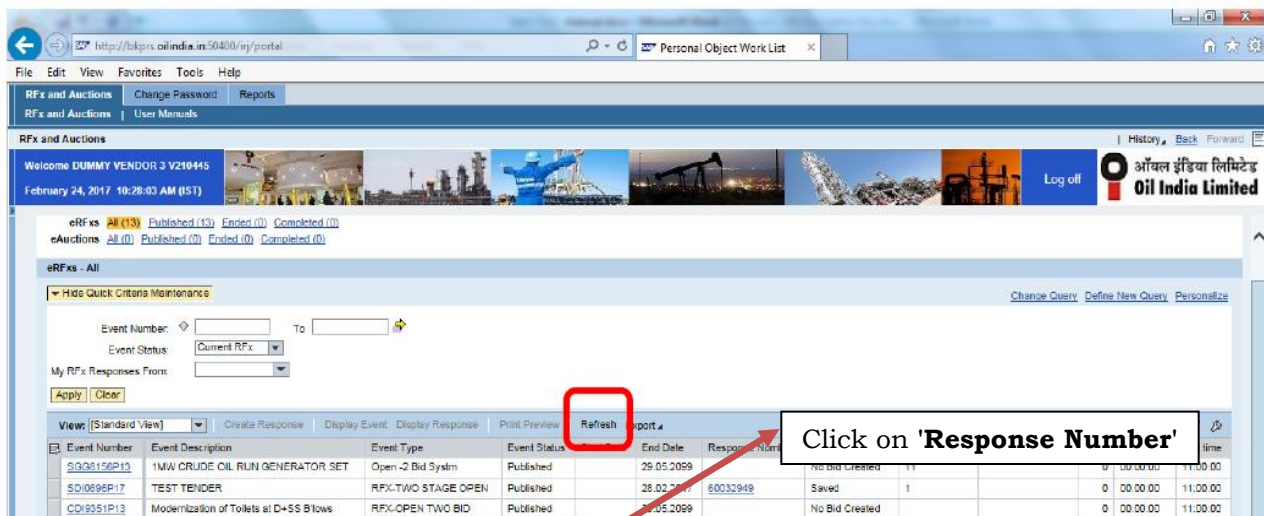 http://bkprs.oilindia.in:50400/irj/portal
Personal Object Work List
File Edit View Favorites Tools Help
RFx and Auctions Change Password Reports
RFx and Auctions | User Manuals
RFx and Auctions | History Back Forward
Welcome DUMMY VENDOR 3 V210445
February 24, 2017 10:28:03 AM (IST)
Log off
ऑयल इंडिया लिमिटेड
Oil India Limited
eRFxs All (13) Published (13) Ended (0) Completed (0)
eAuctions All (0) Published (0) Ended (0) Completed (0)
eRFxs - All
Hide Quick Criteria Maintenance Change Query Define New Query Personalize
Event Number: To
Event Status: Current RFx
My RFx Responses From:
Apply Clear
View: [Standard View] Create Response Display Event Display Response Print Preview Refresh Export
Click on 'Response Number'
Event Number Event Description Event Type Event Status End Date time
SGG6156P13 1MW CRUDE OIL RUN GENERATOR SET Open -2 Bid Systm Published 29.05.2099 No Bid Created 11 0 00:00:00 11:00:00
SDI0696P17 TEST TENDER RFX-TWO STAGE OPEN Published 28.02.2017 60032949 Saved 1 0 00:00:00 11:00:00
CDI9351P13 Modernization of Toilets at D+SS B'lows RFX-OPEN TWO BID Published .05.2099 No Bid Created 0 00:00:00 11:00:00